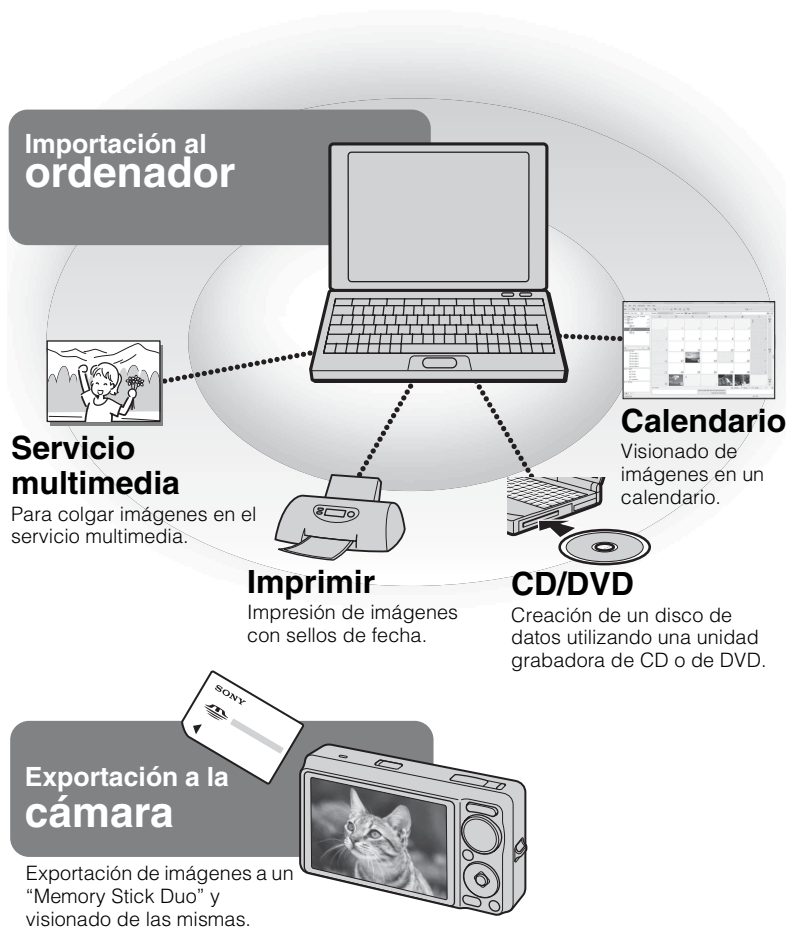 Importación al
ordenador
Servicio
multimedia
Para colgar imágenes en el
servicio multimedia.
Imprimir
Impresión de imágenes
con sellos de fecha.
CD/DVD
Creación de un disco de
datos utilizando una unidad
grabadora de CD o de DVD.
Calendario
Visionado de
imágenes en un
calendario.
SONY
Exportación a la
cámara
Exportación de imágenes a un
“Memory Stick Duo” y
visionado de las mismas.